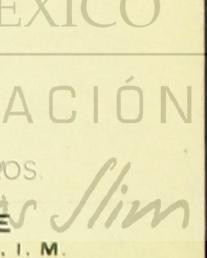 EXICO
ACIÓN
OS.
s Slim
E
. I. M.